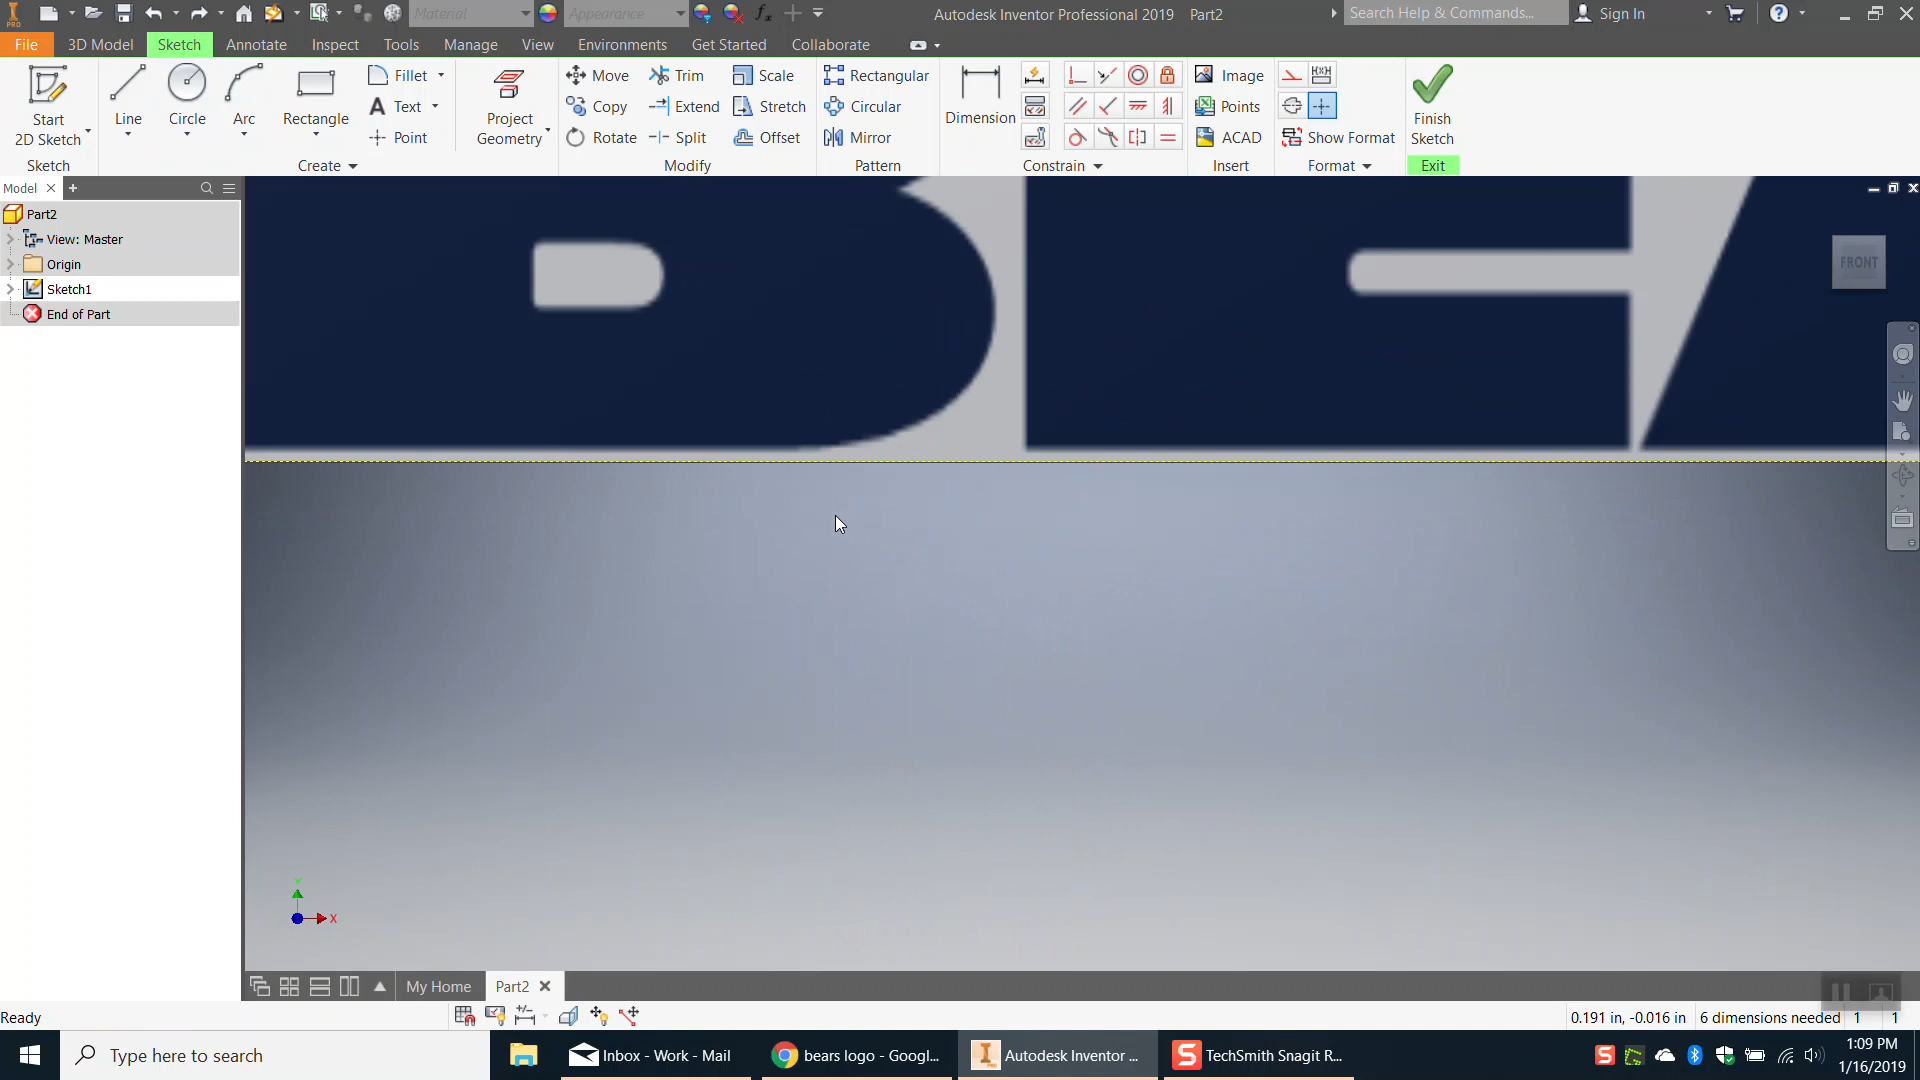 Material
Appearance
Autodesk Inventor Professional 2019 Part2
Search Help & Commands...
Sign In
PRO
File 3D Model Sketch Annotate Inspect Tools Manage View Environments Get Started Collaborate
Start
2D Sketch
Line
Circle
Arc
Rectangle
Fillet
Text
Point
Project
Geometry
Move
Copy
Rotate
Trim
Extend
Split
Scale
Stretch
Offset
Rectangular
Circular
Mirror
Dimension
Image
Points
ACAD
Show Format
Finish
Sketch
Sketch Create Modify Pattern Constrain Insert Format Exit
Model
Part2
View: Master
Origin
Sketch1
End of Part
FRONT
Y
X
My Home Part2
Ready
0.191 in, -0.016 in 6 dimensions needed 1 1
Type here to search
Inbox - Work - Mail
bears logo - Googl...
Autodesk Inventor ...
TechSmith Snagit R...
1:09 PM
1/16/2019